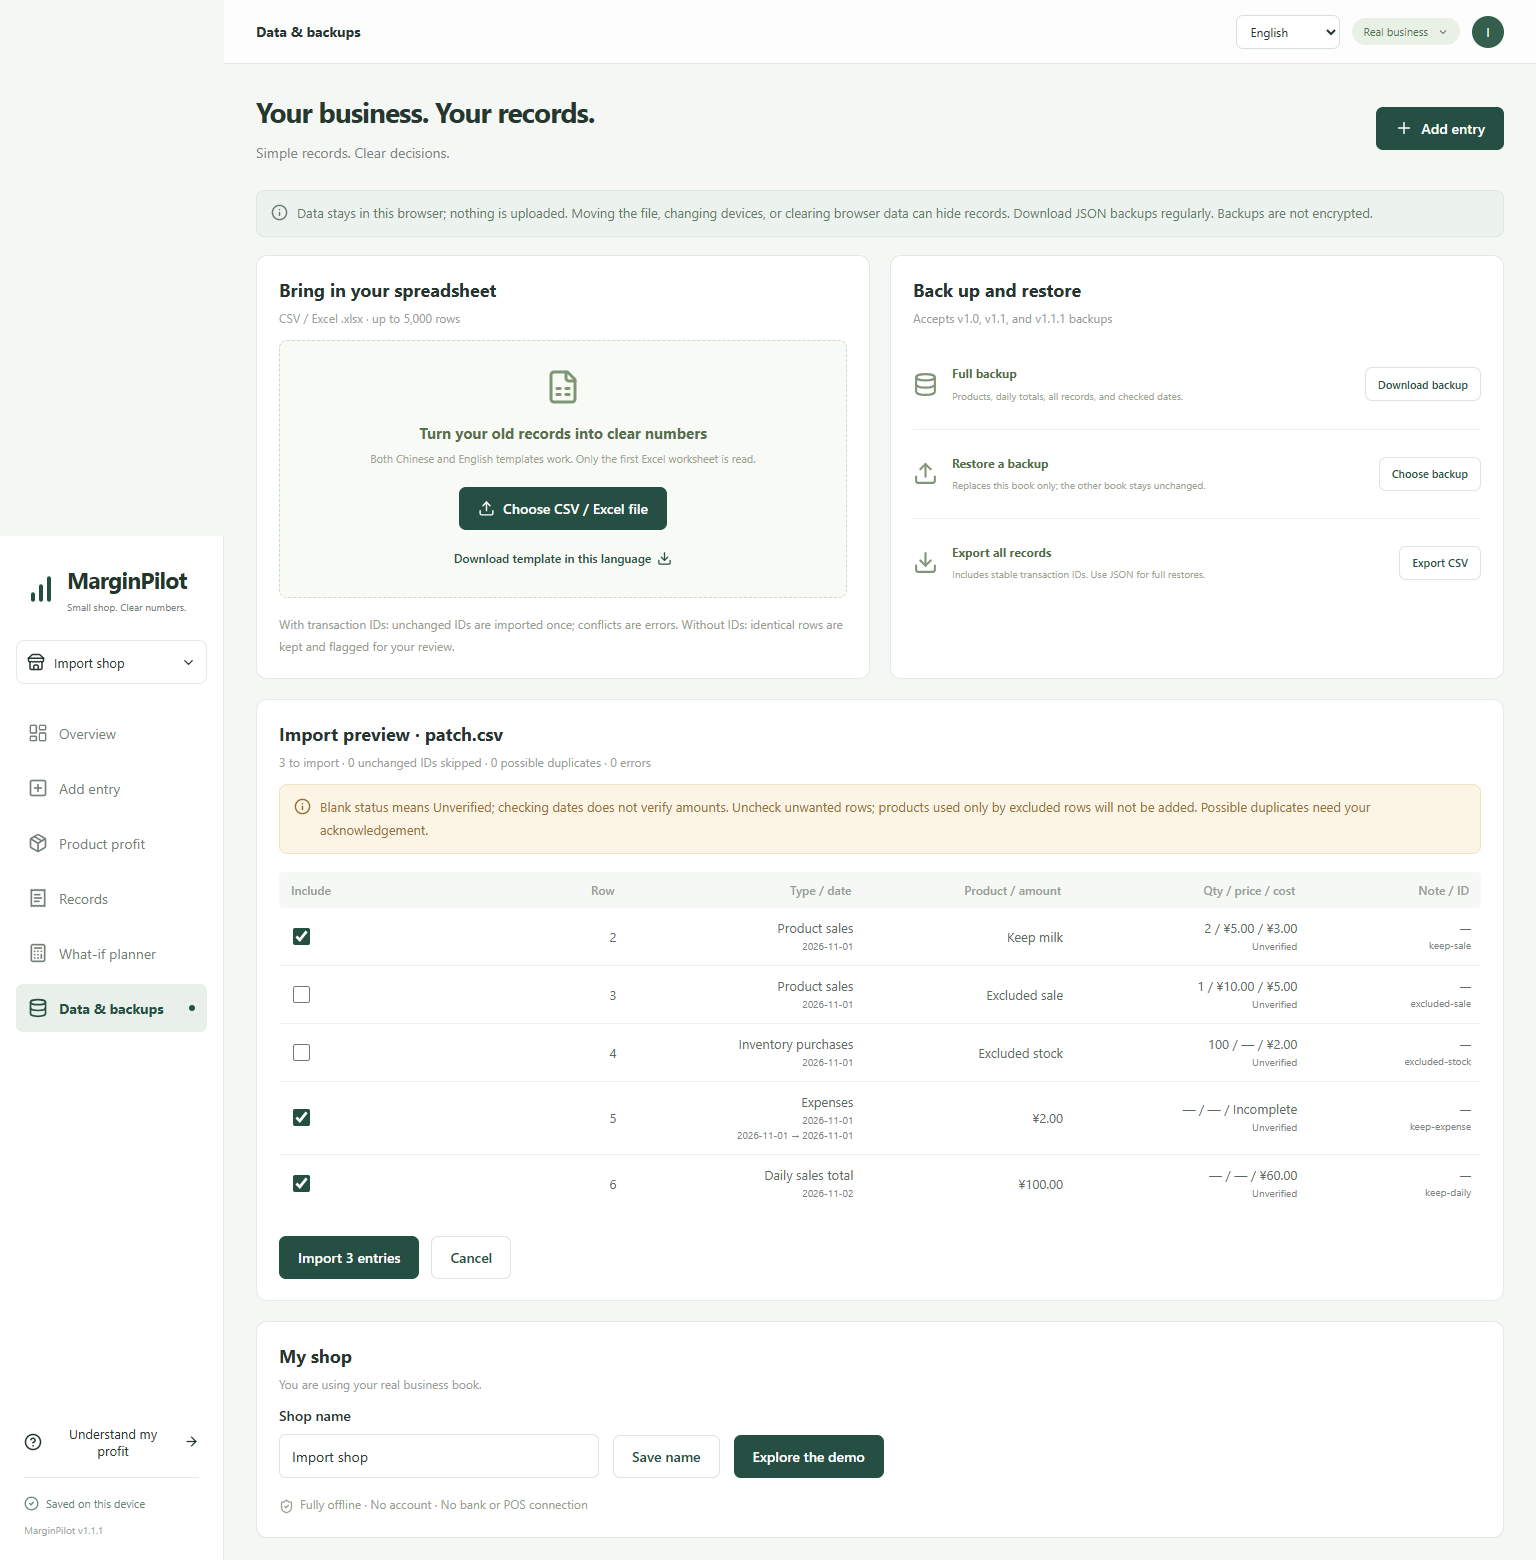 Data & backups
English
Real business
I
Your business. Your records.
Simple records. Clear decisions.
+ Add entry
Data stays in this browser; nothing is uploaded. Moving the file, changing devices, or clearing browser data can hide records. Download JSON backups regularly. Backups are not encrypted.
Bring in your spreadsheet
CSV / Excel .xlsx · up to 5,000 rows
Turn your old records into clear numbers
Both Chinese and English templates work. Only the first Excel worksheet is read.
Choose CSV / Excel file
Download template in this language
With transaction IDs: unchanged IDs are imported once; conflicts are errors. Without IDs: identical rows are
kept and flagged for your review.
Back up and restore
Accepts v1.0, v1.1, and v1.1.1 backups
Full backup
Products, daily totals, all records, and checked dates.
Download backup
Restore a backup
Replaces this book only; the other book stays unchanged.
Choose backup
Export all records
Includes stable transaction IDs. Use JSON for full restores.
Export CSV
MarginPilot
Small shop. Clear numbers.
Import shop
Overview
Add entry
Product profit
Records
What-if planner
Data & backups
Understand my
profit
Saved on this device
MarginPilot v1.1.1
Import preview · patch.csv
3 to import · 0 unchanged IDs skipped · 0 possible duplicates · 0 errors
Blank status means Unverified; checking dates does not verify amounts. Uncheck unwanted rows; products used only by excluded rows will not be added. Possible duplicates need your
acknowledgement.
Include Row Type / date Product / amount Qty / price / cost Note / ID
2 Product sales Keep milk 2 / ¥5.00 / ¥3.00 —
2026-11-01 Unverified keep-sale
3 Product sales Excluded sale 1 / ¥10.00 / ¥5.00 —
2026-11-01 Unverified excluded-sale
4 Inventory purchases Excluded stock 100 / — / ¥2.00 —
2026-11-01 Unverified excluded-stock
5 Expenses ¥2.00 — / — / Incomplete —
2026-11-01 Unverified keep-expense
2026-11-01 → 2026-11-01
6 Daily sales total ¥100.00 — / — / ¥60.00 —
2026-11-02 Unverified keep-daily
Import 3 entries
Cancel
My shop
You are using your real business book.
Shop name
Import shop
Save name
Explore the demo
Fully offline · No account · No bank or POS connection